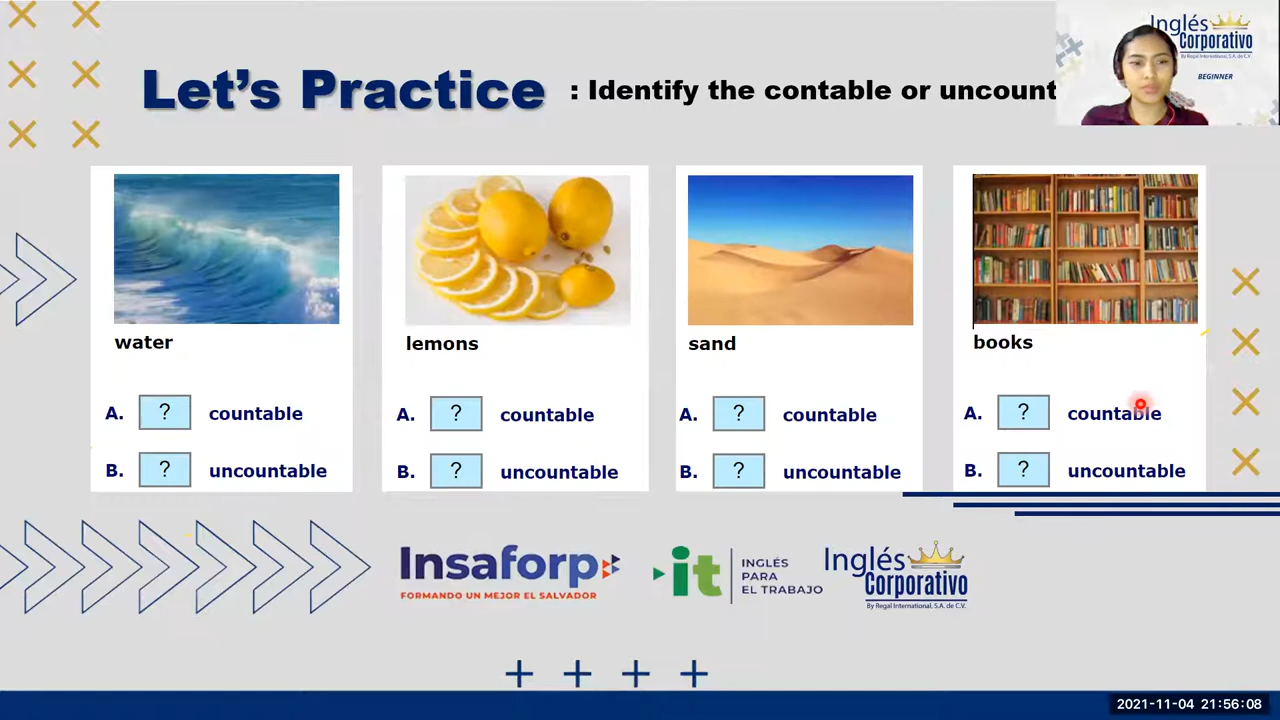 Let's Practice : Identify the contable or uncount
Inglés
Corporativo
By Regal International, S.A. de C.V.
BEGINNER
water
A. ? countable
B. ? uncountable
lemons
A. ? countable
B. ? uncountable
sand
A. ? countable
B. ? uncountable
books
A. ? countable
B. ? uncountable
Insaforp
FORMANDO UN MEJOR EL SALVADOR
it
INGLÉS
PARA
EL TRABAJO
Inglés
Corporativo
By Regal International, S.A. de C.V.
2021-11-04 21:56:08